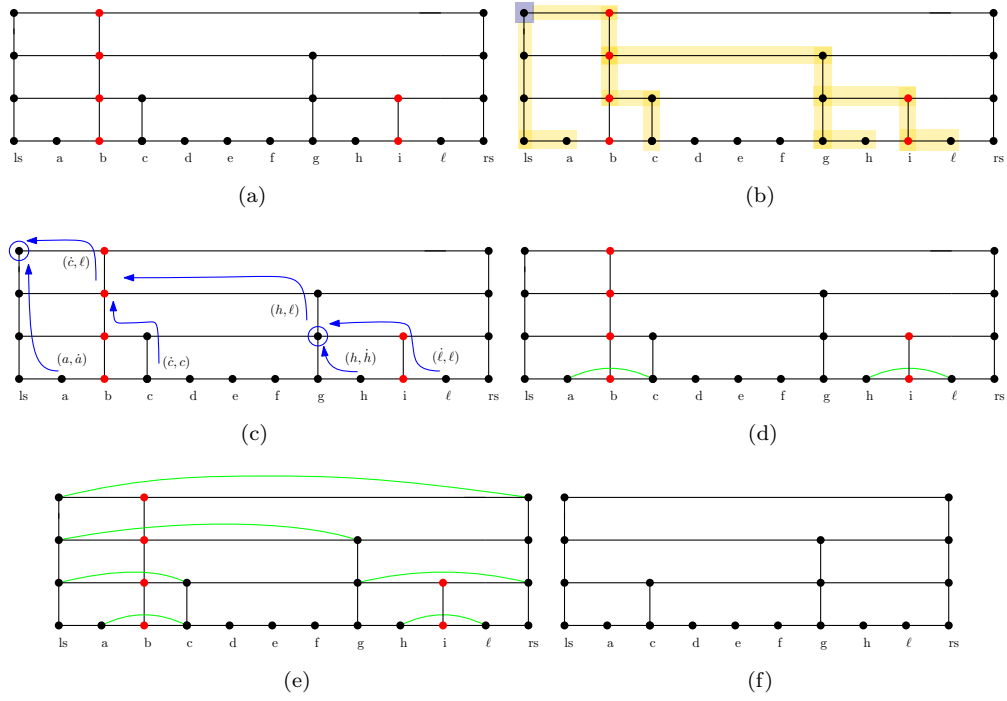 ls a b c d e f g h i ℓ rs ls a b c d e f g h i ℓ rs
(a) (b)
(ċ, ℓ)
(h, ℓ)
(a, ȧ) (ċ, c) (h, ḣ) (ℓ̇, ℓ)
ls a b c d e f g h i ℓ rs ls a b c d e f g h i ℓ rs
(c) (d)
ls a b c d e f g h i ℓ rs ls a c d e f g h i ℓ rs
(e) (f)